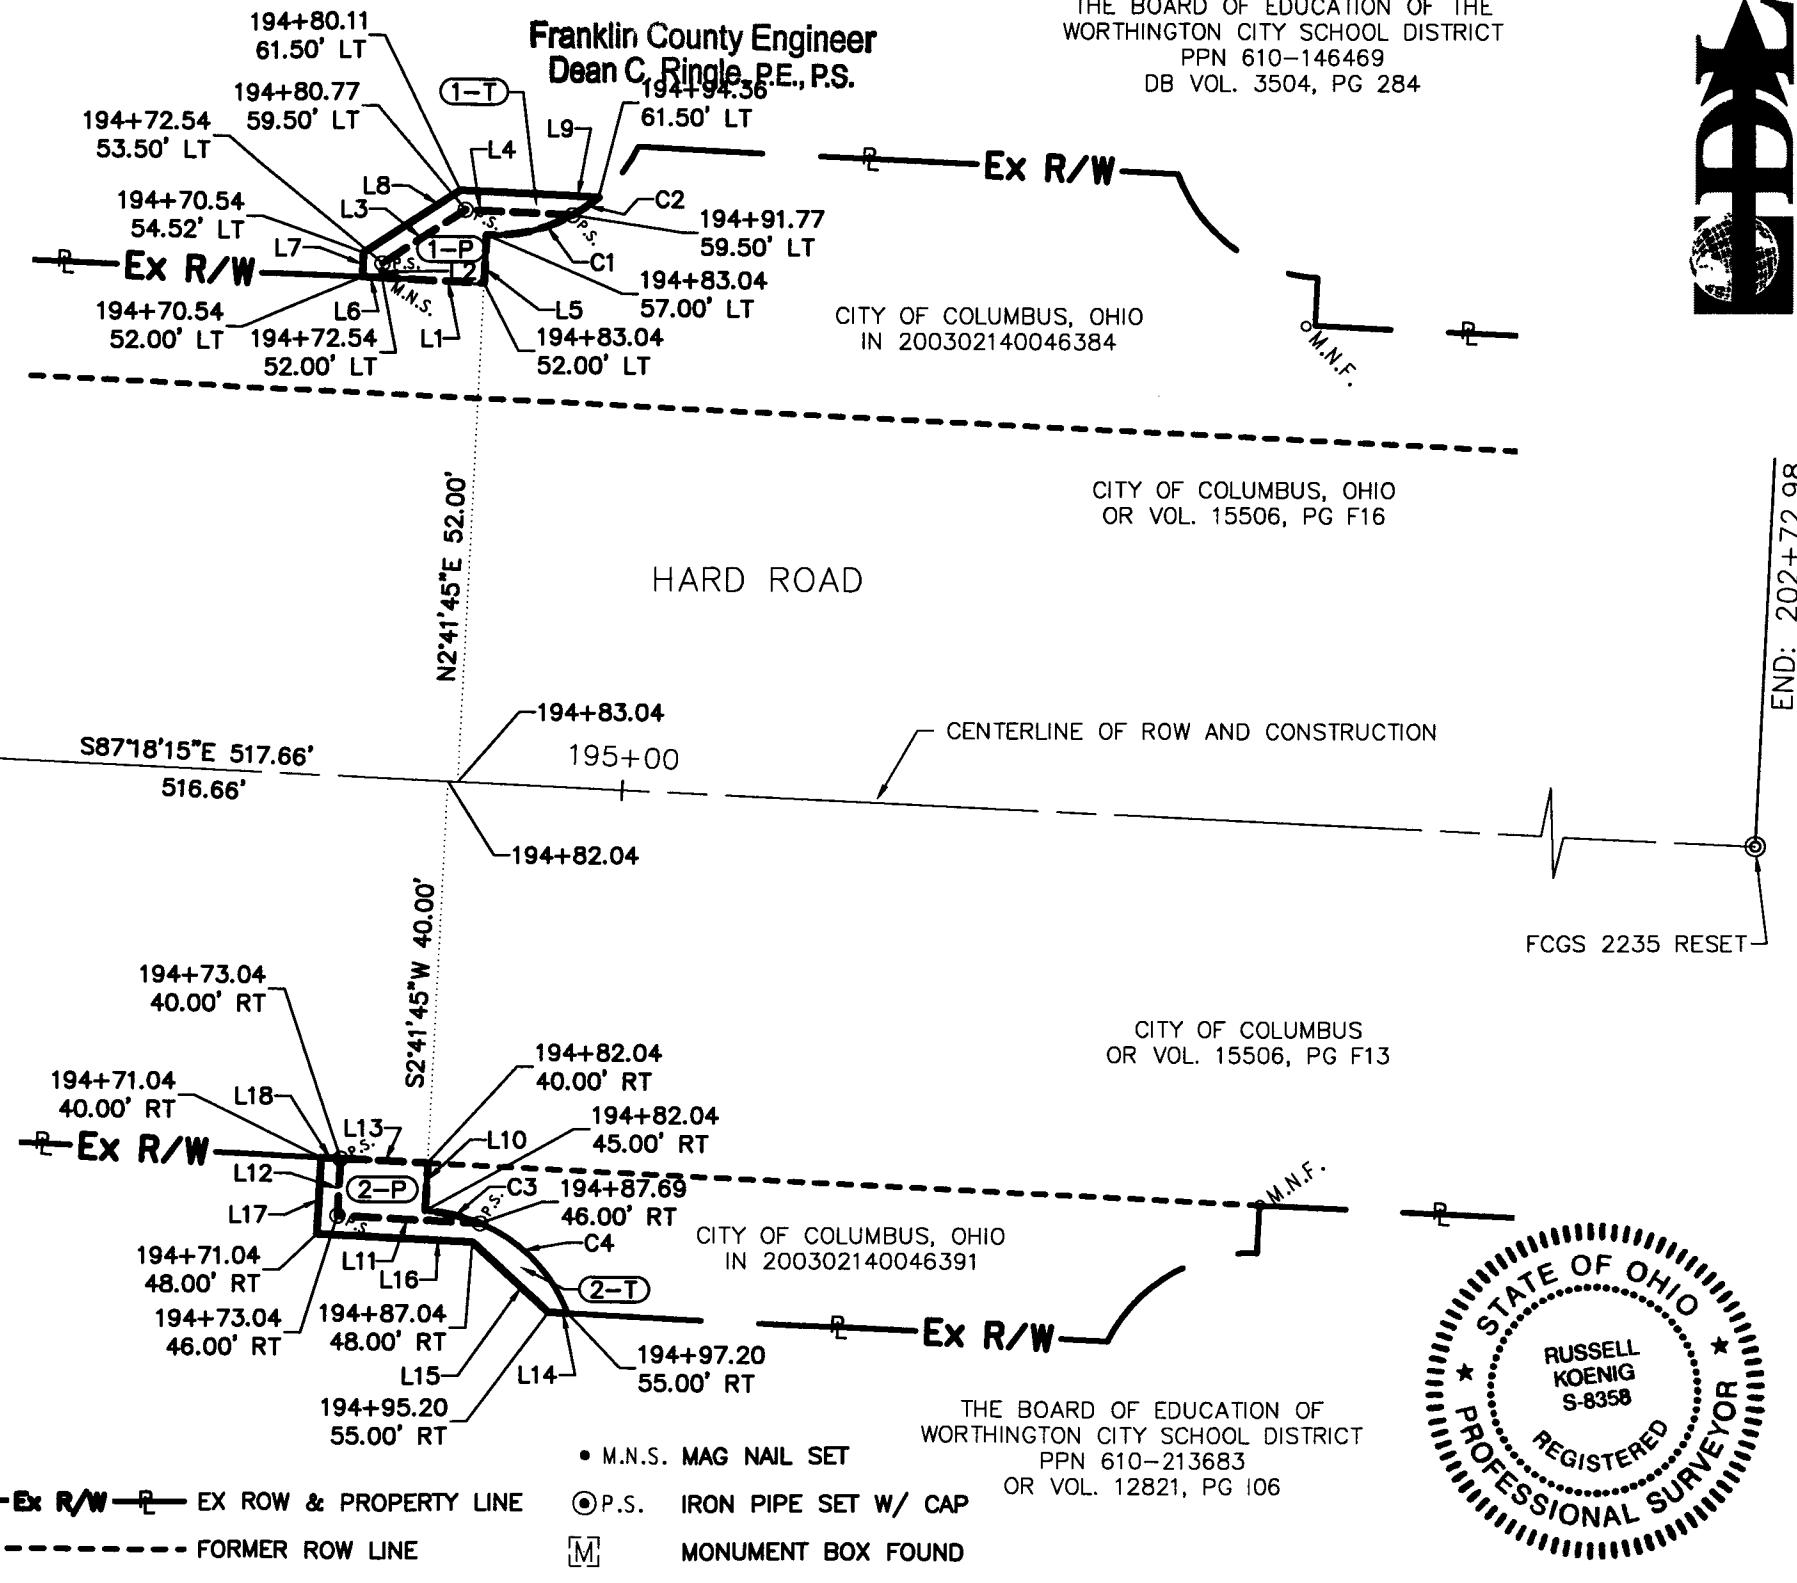 194+80.11
61.50' LT
Franklin County Engineer
Dean C. Ringle, P.E., P.S.
THE BOARD OF EDUCATION OF THE
WORTHINGTON CITY SCHOOL DISTRICT
PPN 610-146469
DB VOL. 3504, PG 284
194+80.77
59.50' LT
1-T
194+94.36
61.50' LT
194+72.54
53.50' LT
L9
L4
Ex R/W
L8
L3
194+70.54
54.52' LT
C2
194+91.77
59.50' LT
P.S.
P.S.
L7
1-P
C1
Ex R/W
P.S.
L2
194+83.04
57.00' LT
M.N.S.
194+70.54
52.00' LT
L6
L5
194+72.54
52.00' LT
L1
194+83.04
52.00' LT
CITY OF COLUMBUS, OHIO
IN 200302140046384
M.N.F.
CITY OF COLUMBUS, OHIO
OR VOL. 15506, PG F16
END: 202+72.98
N2°41'45"E 52.00'
HARD ROAD
194+83.04
S87°18'15"E 517.66'
516.66'
195+00
CENTERLINE OF ROW AND CONSTRUCTION
194+82.04
FCGS 2235 RESET
S2°41'45"W 40.00'
194+73.04
40.00' RT
CITY OF COLUMBUS
OR VOL. 15506, PG F13
194+82.04
40.00' RT
194+71.04
40.00' RT
L18
L13
194+82.04
45.00' RT
L10
Ex R/W
P.S.
L12
2-P
C3
P.S.
194+87.69
46.00' RT
M.N.F.
L17
P.S.
CITY OF COLUMBUS, OHIO
IN 200302140046391
194+71.04
48.00' RT
L11
L16
C4
2-T
194+73.04
46.00' RT
194+87.04
48.00' RT
Ex R/W
L15
L14
194+97.20
55.00' RT
194+95.20
55.00' RT
THE BOARD OF EDUCATION OF
WORTHINGTON CITY SCHOOL DISTRICT
PPN 610-213683
OR VOL. 12821, PG I06
STATE OF OHIO
RUSSELL
KOENIG
S-8358
REGISTERED
PROFESSIONAL SURVEYOR
M.N.S. MAG NAIL SET
Ex R/W EX ROW & PROPERTY LINE
P.S. IRON PIPE SET W/ CAP
FORMER ROW LINE
M MONUMENT BOX FOUND